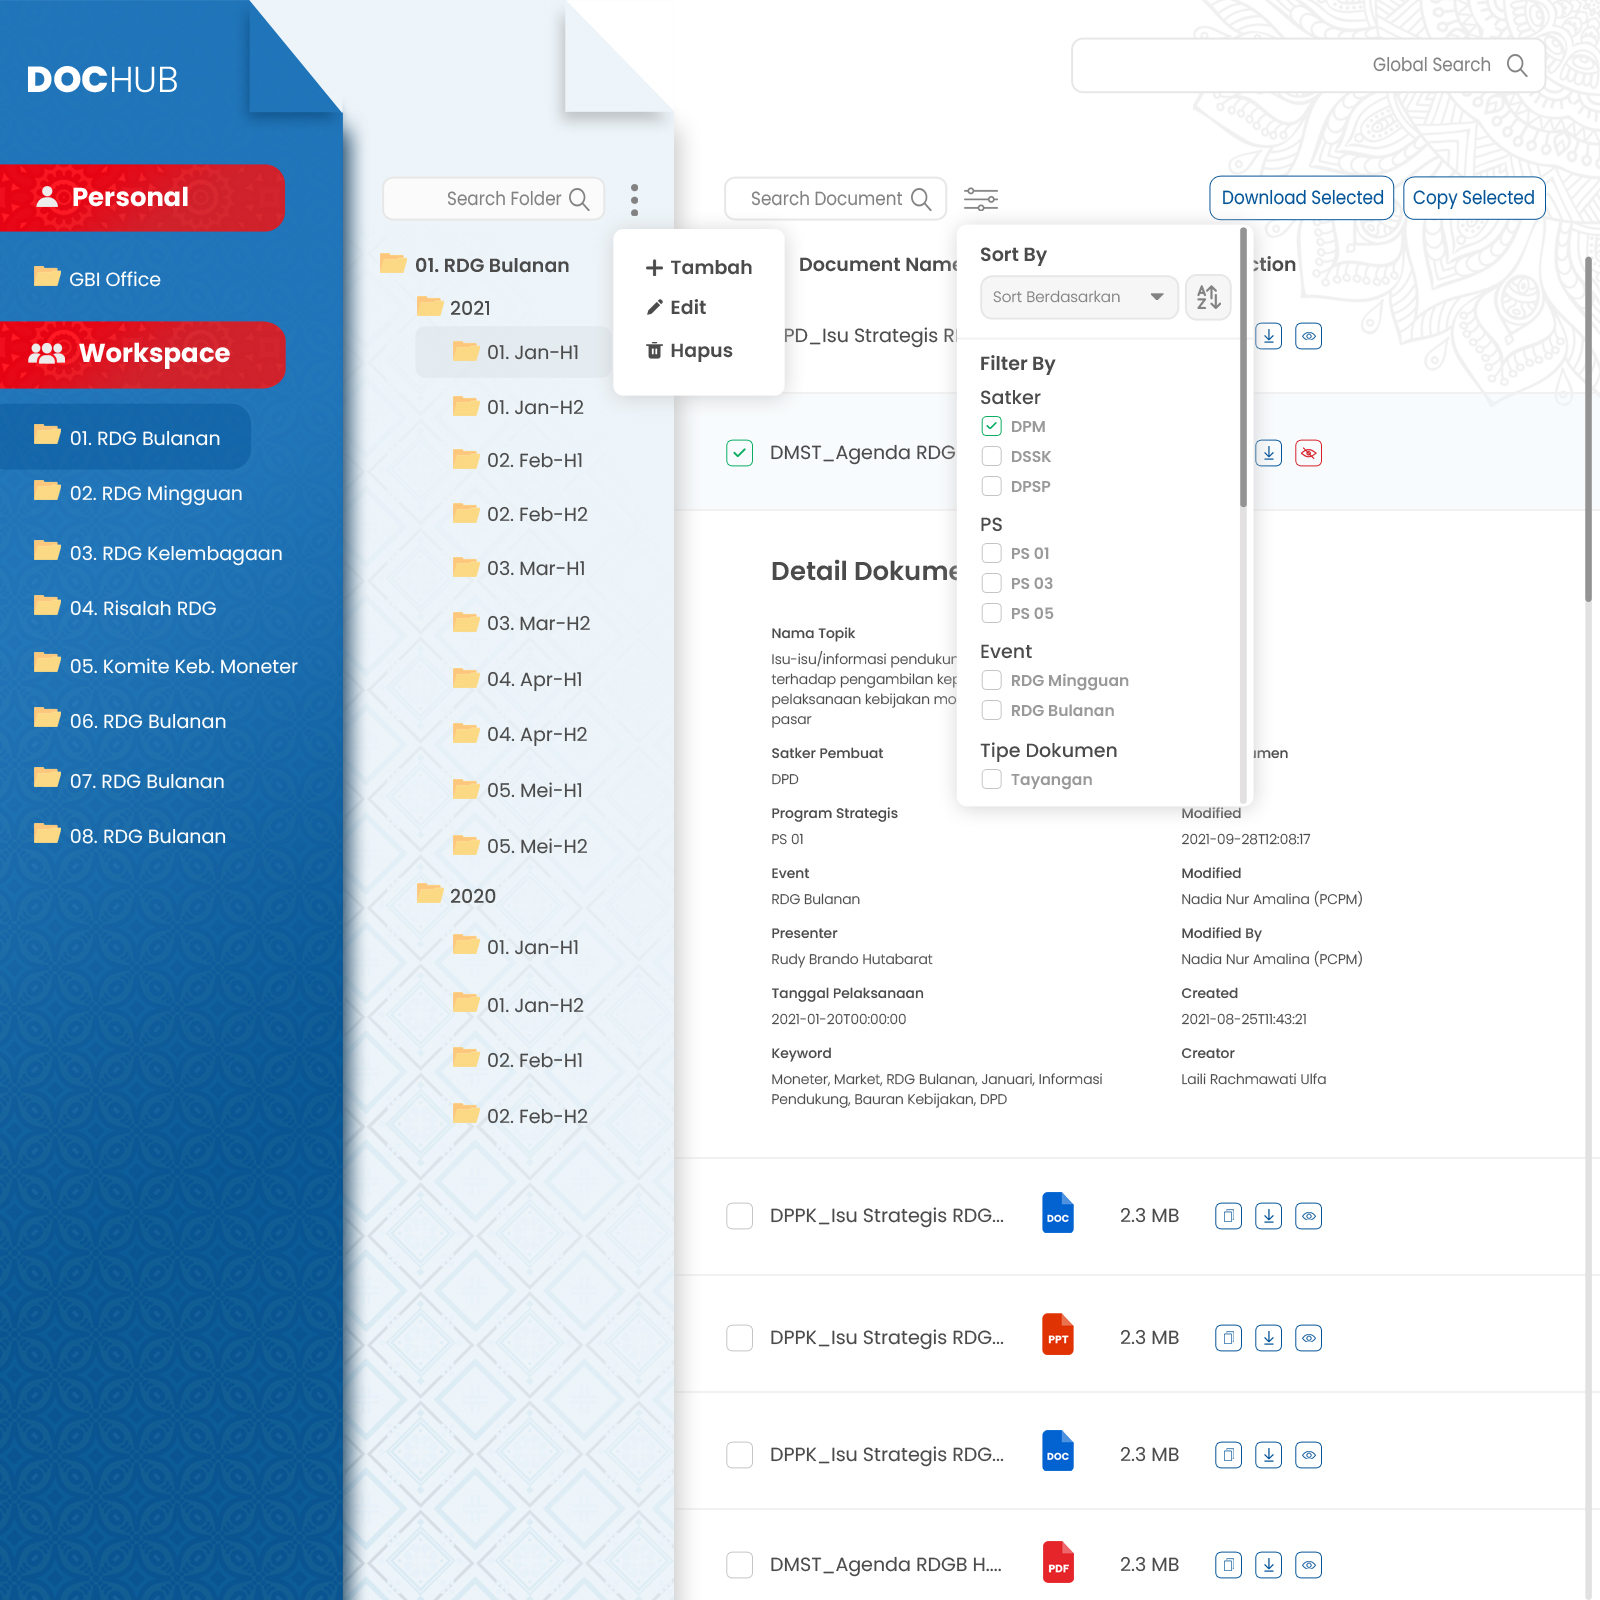 DOCHUB
Personal
GBI Office
Workspace
01. RDG Bulanan
02. RDG Mingguan
03. RDG Kelembagaan
04. Risalah RDG
05. Komite Keb. Moneter
06. RDG Bulanan
07. RDG Bulanan
08. RDG Bulanan
Search Folder
01. RDG Bulanan
2021
01. Jan-H1
01. Jan-H2
02. Feb-H1
02. Feb-H2
03. Mar-H1
03. Mar-H2
04. Apr-H1
04. Apr-H2
05. Mei-H1
05. Mei-H2
2020
01. Jan-H1
01. Jan-H2
02. Feb-H1
02. Feb-H2
Tambah
Edit
Hapus
Global Search
Search Document
Download Selected
Copy Selected
Document Name
ction
PD_Isu Strategis R
DMST_Agenda RDG
Sort By
Sort Berdasarkan
A
Z
Filter By
Satker
DPM
DSSK
DPSP
PS
PS 01
PS 03
PS 05
Event
RDG Mingguan
RDG Bulanan
Tipe Dokumen
Tayangan
Detail Dokume
Nama Topik
Isu-isu/informasi pendukun
terhadap pengambilan kep
pelaksanaan kebijakan mo
pasar
Satker Pembuat
DPD
Program Strategis
PS 01
Event
RDG Bulanan
Presenter
Rudy Brando Hutabarat
Tanggal Pelaksanaan
2021-01-20T00:00:00
Keyword
Moneter, Market, RDG Bulanan, Januari, Informasi
Pendukung, Bauran Kebijakan, DPD
umen
Modified
2021-09-28T12:08:17
Modified
Nadia Nur Amalina (PCPM)
Modified By
Nadia Nur Amalina (PCPM)
Created
2021-08-25T11:43:21
Creator
Laili Rachmawati Ulfa
DPPK_Isu Strategis RDG... DOC 2.3 MB
DPPK_Isu Strategis RDG... PPT 2.3 MB
DPPK_Isu Strategis RDG... DOC 2.3 MB
DMST_Agenda RDGB H.... PDF 2.3 MB